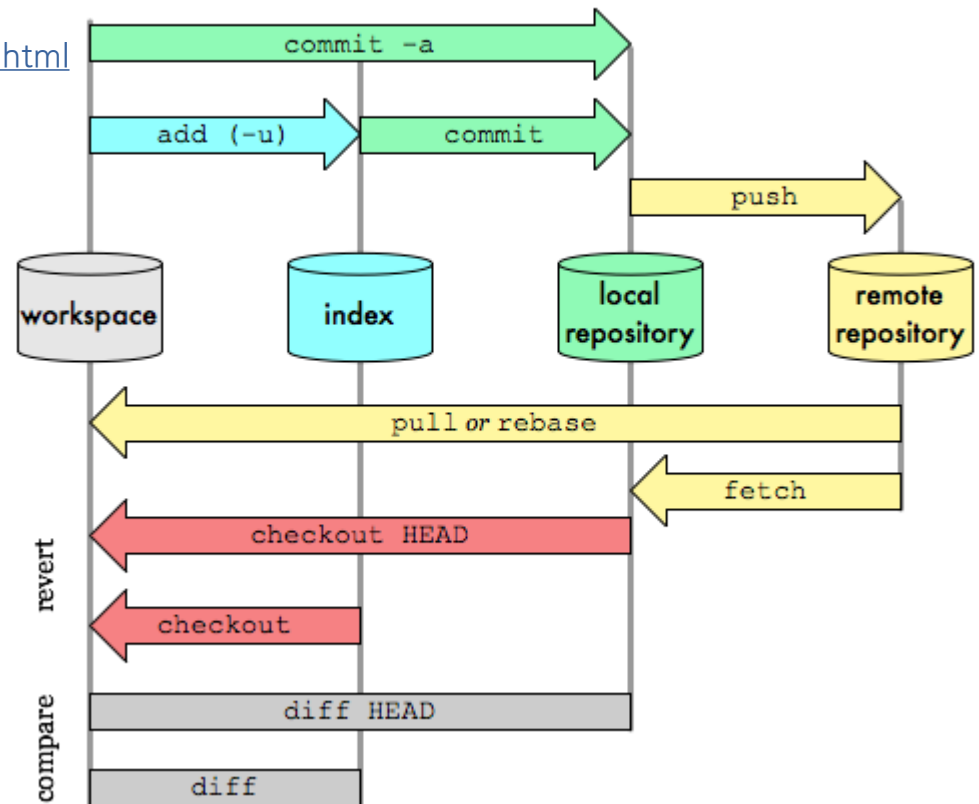 html
commit -a
add (-u)
commit
push
workspace
index
local
repository
remote
repository
pull or rebase
fetch
revert
checkout HEAD
checkout
compare
diff HEAD
diff